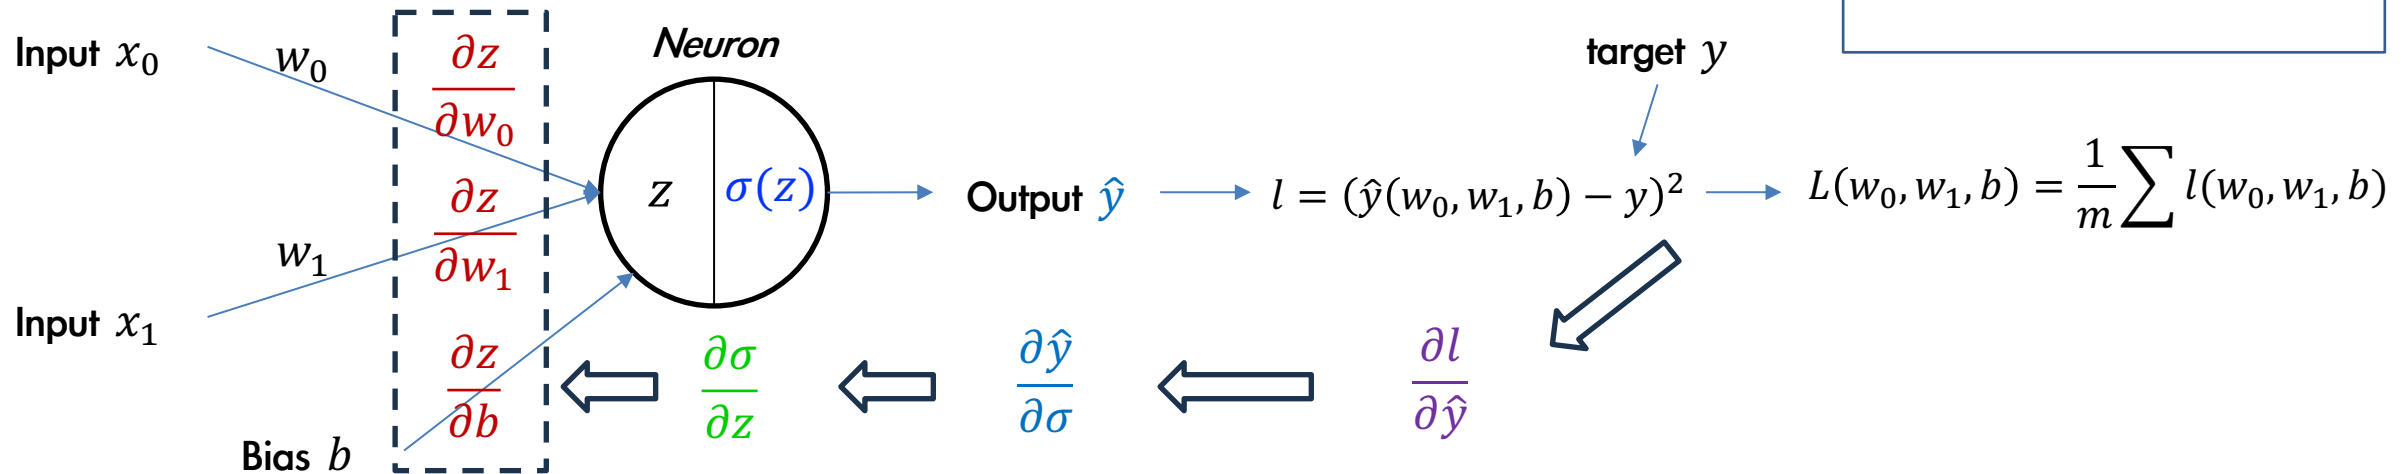 Input x₀
w₀
∂z/∂w₀
Neuron
target y
z
σ(z)
Output ŷ
l = (ŷ(w₀, w₁, b) − y)²
L(w₀, w₁, b) = 1/m ∑ l(w₀, w₁, b)
w₁
∂z/∂w₁
Input x₁
∂z/∂b
∂σ/∂z
∂ŷ/∂σ
∂l/∂ŷ
Bias b